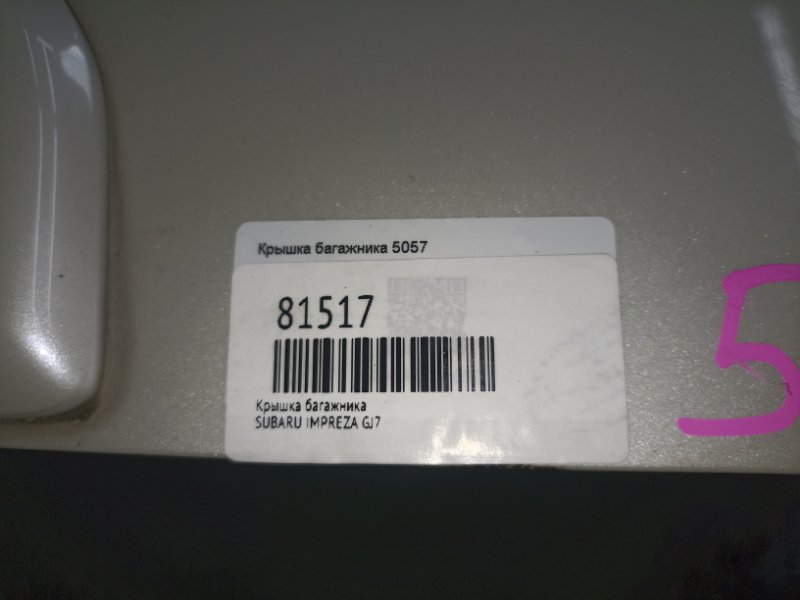 Крышка багажника 5057
81517
Крышка багажника
SUBARU IMPREZA GJ7
5